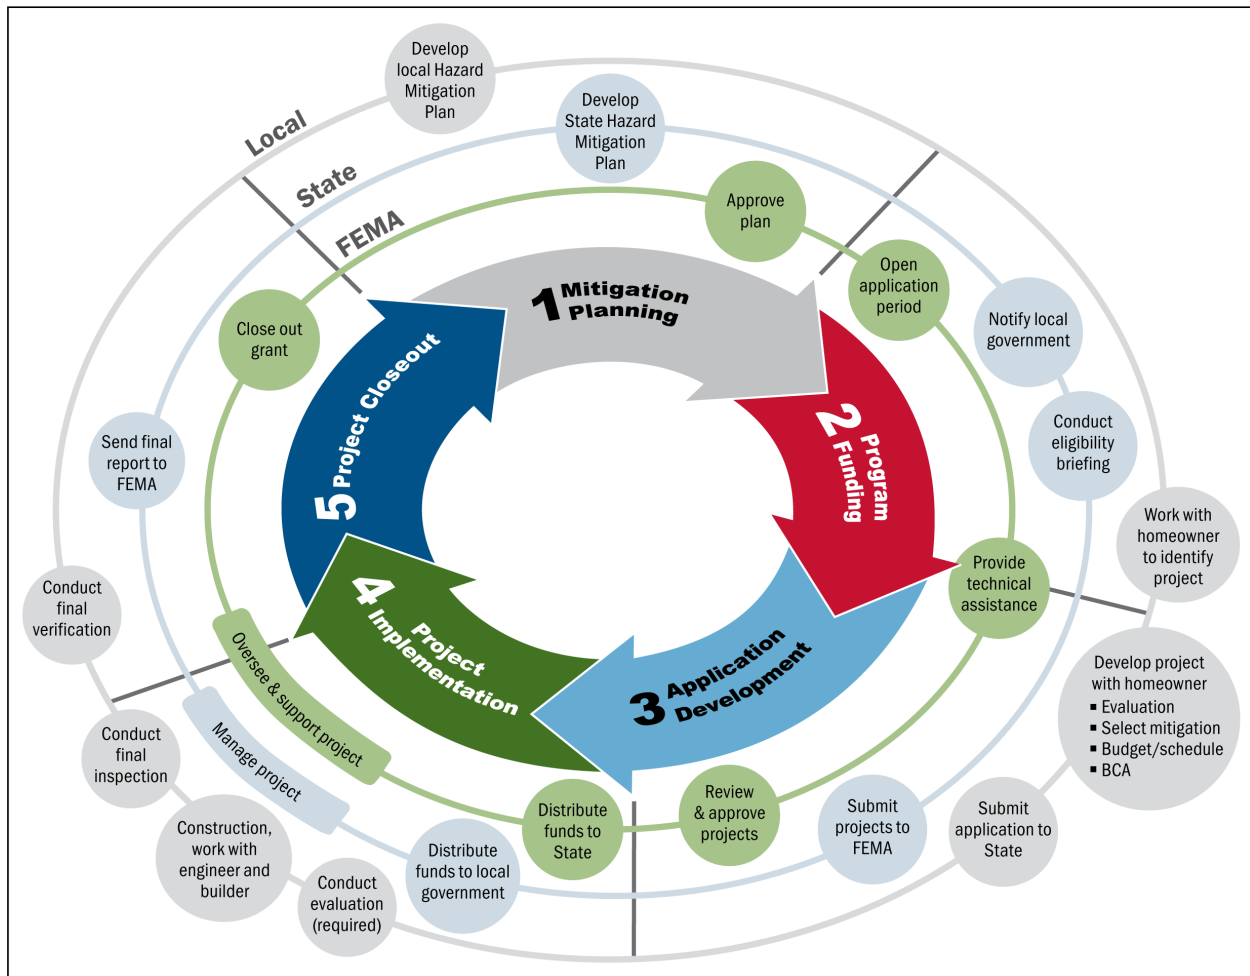 Develop
local Hazard
Mitigation
Plan
Local
Develop
State Hazard
Mitigation
Plan
State
Approve
plan
FEMA
Open
application
period
1 Mitigation
Planning
Close out
grant
Notify local
government
5 Project Closeout
2 Program
Funding
Conduct
eligibility
briefing
Send final
report to
FEMA
Work with
homeowner
to identify
project
Provide
technical
assistance
Conduct
final
verification
4 Project
Implementation
3 Application
Development
Oversee & support project
Develop project
with homeowner
▪ Evaluation
▪ Select mitigation
▪ Budget/schedule
▪ BCA
Manage project
Conduct
final
inspection
Review
& approve
projects
Distribute
funds to
State
Submit
projects to
FEMA
Submit
application to
State
Construction,
work with
engineer and
builder
Distribute
funds to local
government
Conduct
evaluation
(required)